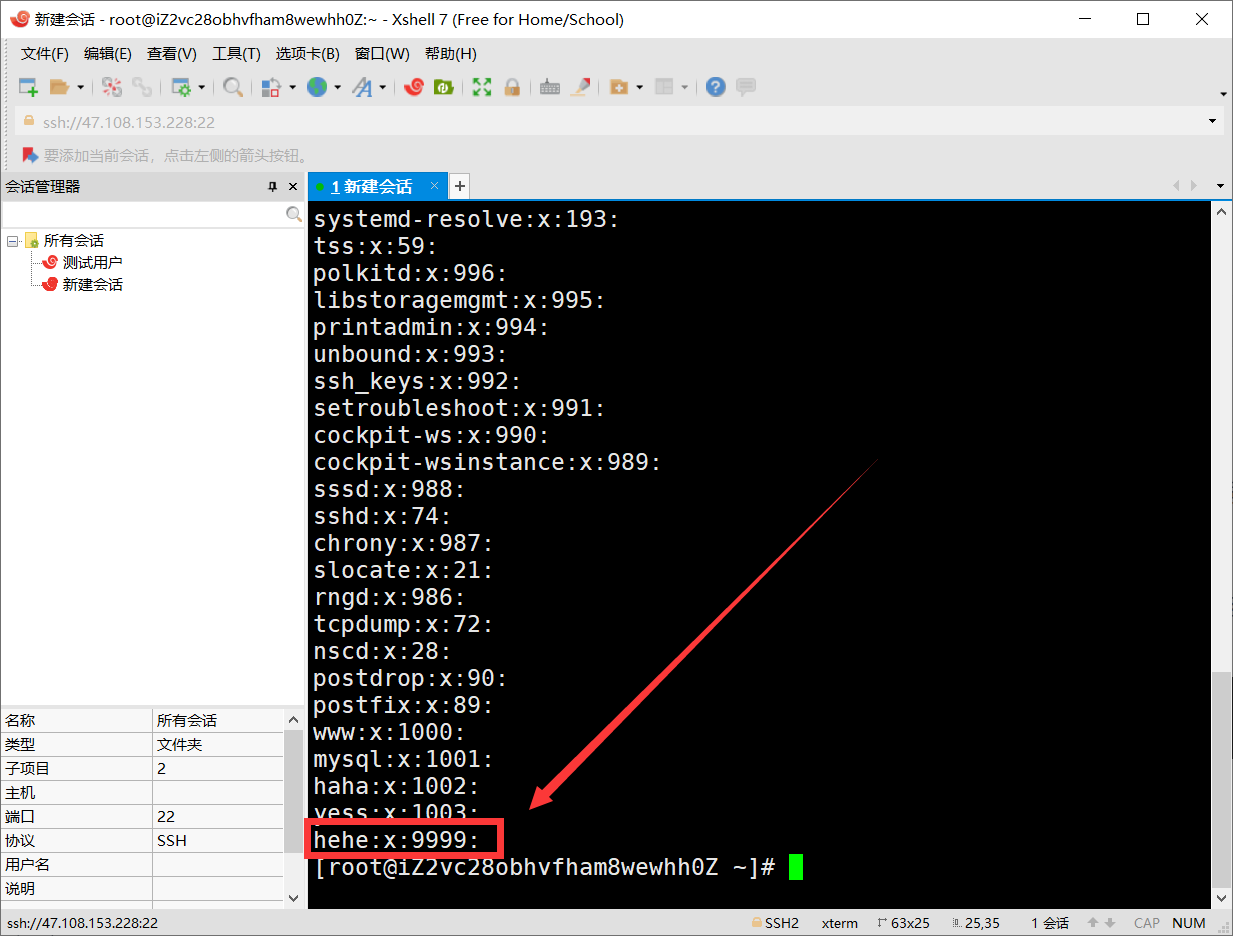 新建会话 - root@iZ2vc28obhvfham8wewhh0Z:~ - Xshell 7 (Free for Home/School)
文件(F) 编辑(E) 查看(V) 工具(T) 选项卡(B) 窗口(W) 帮助(H)
ssh://47.108.153.228:22
要添加当前会话，点击左侧的箭头按钮。
会话管理器
所有会话
测试用户
新建会话
名称 所有会话
类型 文件夹
子项目 2
主机
端口 22
协议 SSH
用户名
说明
1 新建会话
systemd-resolve:x:193:
tss:x:59:
polkitd:x:996:
libstoragemgmt:x:995:
printadmin:x:994:
unbound:x:993:
ssh_keys:x:992:
setroubleshoot:x:991:
cockpit-ws:x:990:
cockpit-wsinstance:x:989:
sssd:x:988:
sshd:x:74:
chrony:x:987:
slocate:x:21:
rngd:x:986:
tcpdump:x:72:
nscd:x:28:
postdrop:x:90:
postfix:x:89:
www:x:1000:
mysql:x:1001:
haha:x:1002:
yess:x:1003:
hehe:x:9999:
[root@iZ2vc28obhvfham8wewhh0Z ~]#
ssh://47.108.153.228:22 SSH2 xterm 63x25 25,35 1 会话 CAP NUM